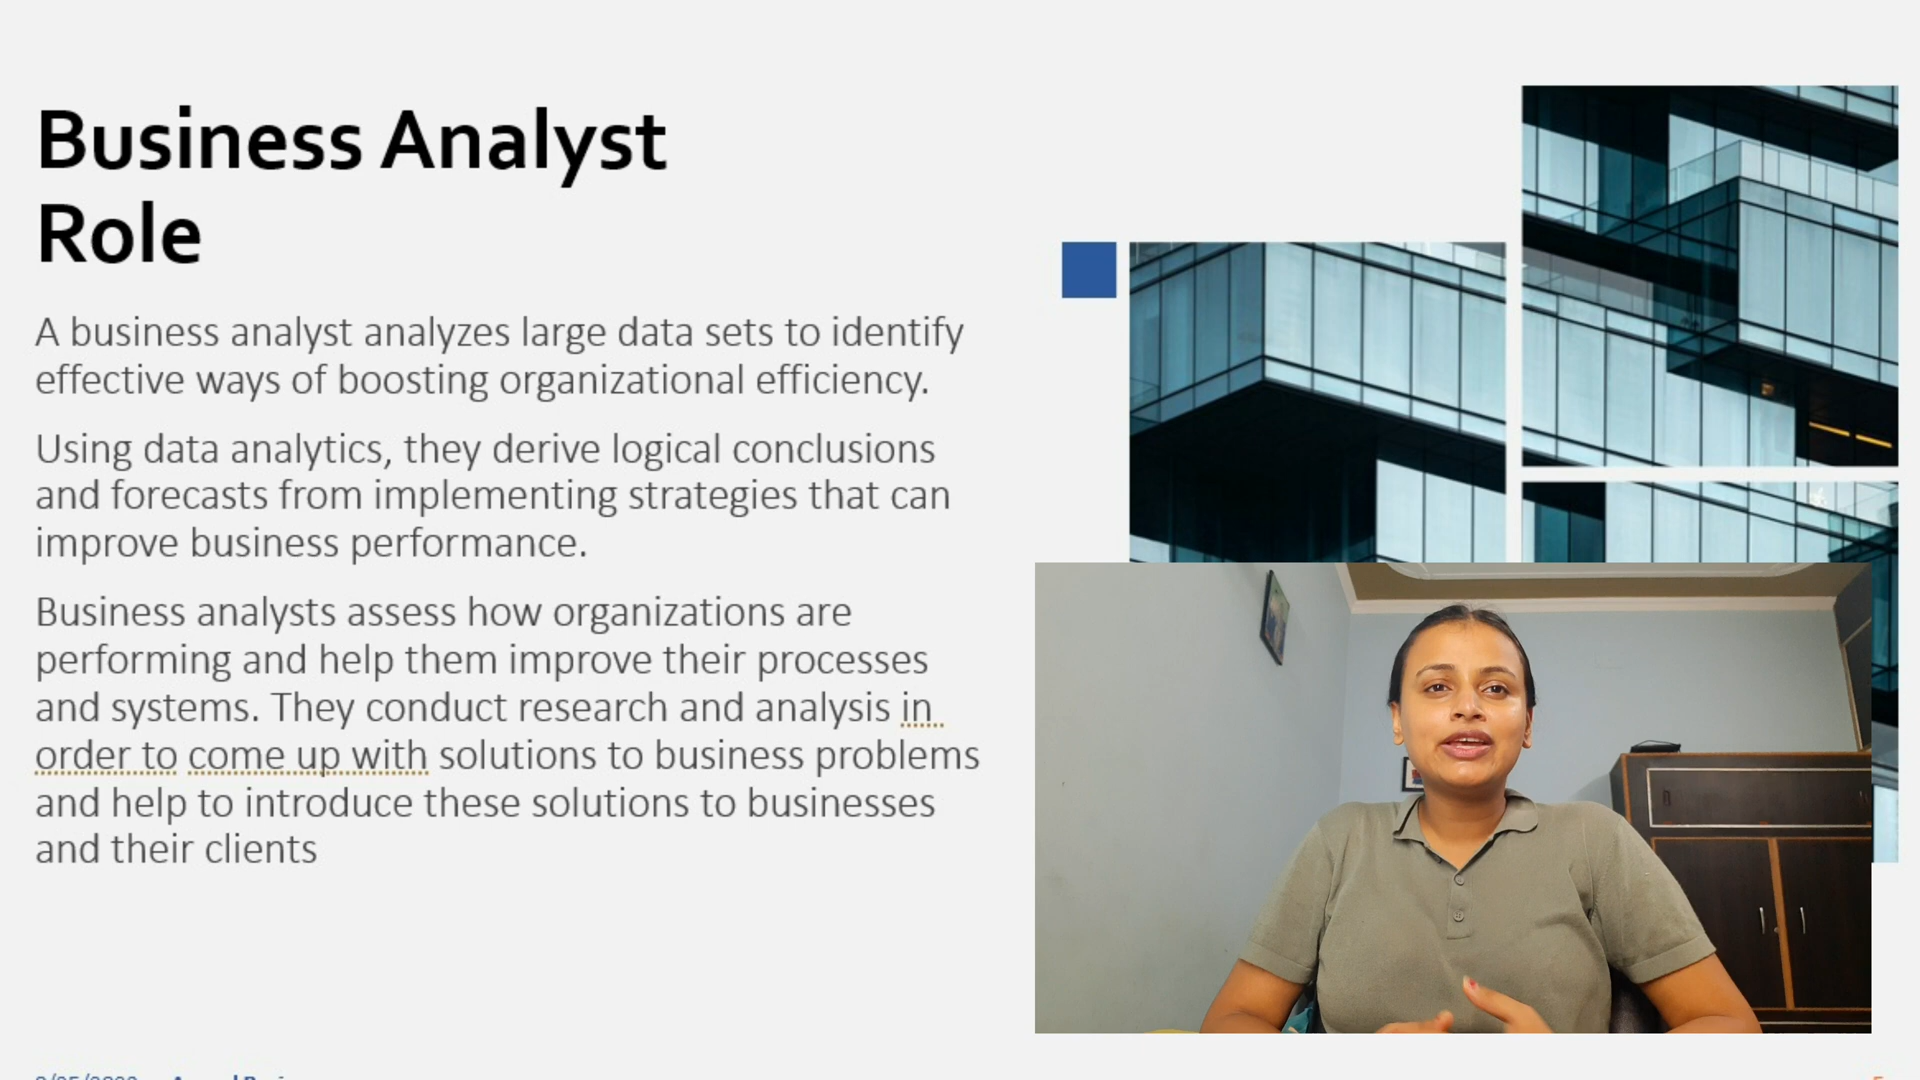 Business Analyst
Role
A business analyst analyzes large data sets to identify
effective ways of boosting organizational efficiency.
Using data analytics, they derive logical conclusions
and forecasts from implementing strategies that can
improve business performance.
Business analysts assess how organizations are
performing and help them improve their processes
and systems. They conduct research and analysis in
order to come up with solutions to business problems
and help to introduce these solutions to businesses
and their clients